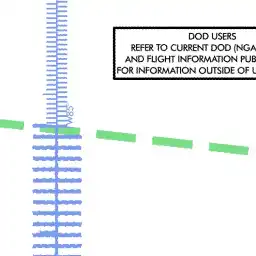 DOD USERS
REFER TO CURRENT DOD (NGA
AND FLIGHT INFORMATION PUB
FOR INFORMATION OUTSIDE OF U
W85°